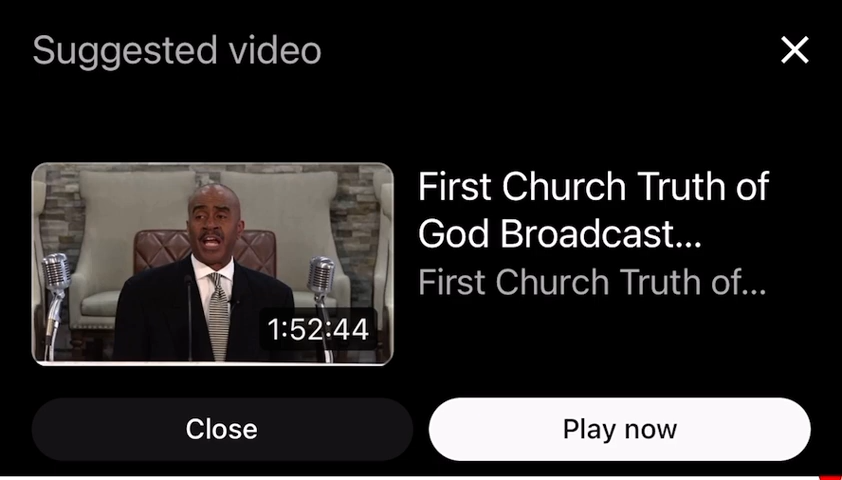 Suggested video
First Church Truth of
God Broadcast...
First Church Truth of...
1:52:44
Close
Play now